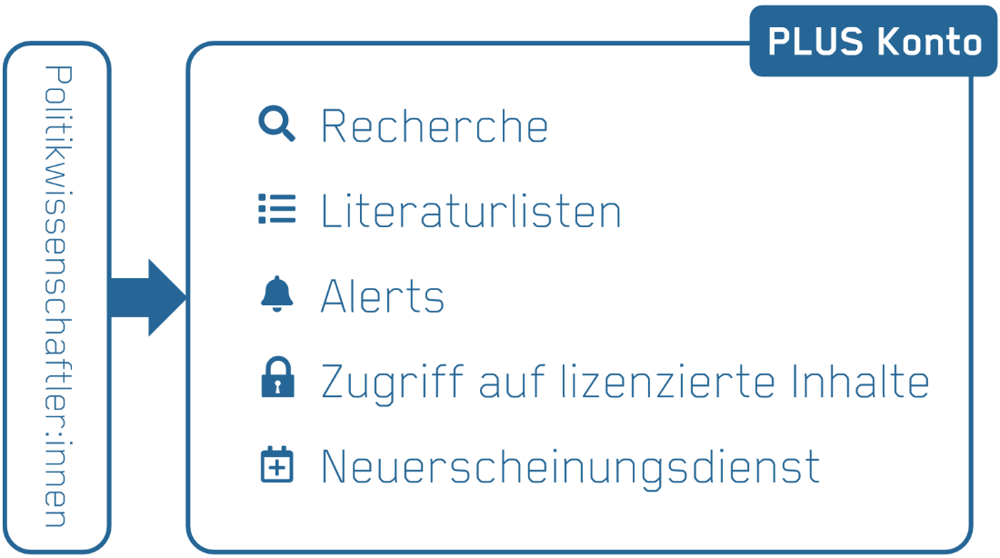 Politikwissenschaftler:innen
PLUS Konto
Recherche
Literaturlisten
Alerts
Zugriff auf lizenzierte Inhalte
Neuerscheinungsdienst